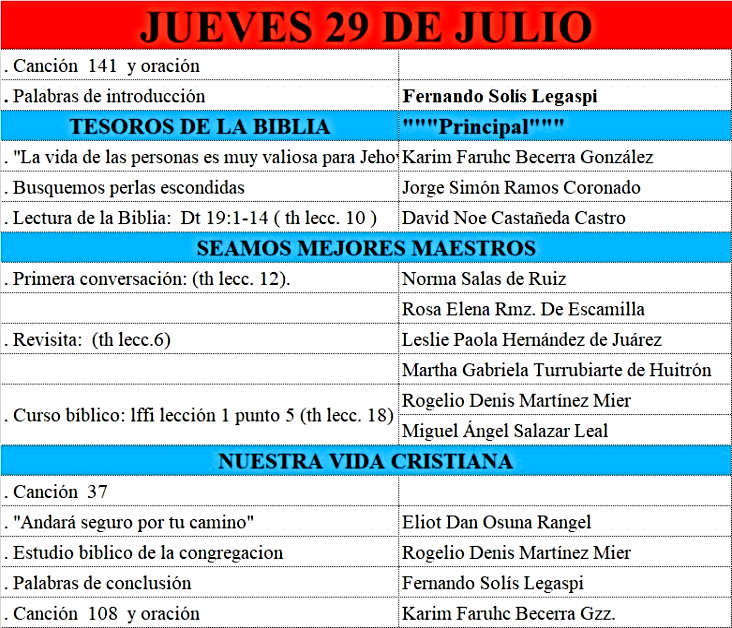 JUEVES 29 DE JULIO
. Canción 141 y oración
. Palabras de introducción Fernando Solís Legaspi
TESOROS DE LA BIBLIA """Principal"""
. "La vida de las personas es muy valiosa para Jehov Karim Faruhc Becerra González
. Busquemos perlas escondidas Jorge Simón Ramos Coronado
. Lectura de la Biblia: Dt 19:1-14 ( th lecc. 10 ) David Noe Castañeda Castro
SEAMOS MEJORES MAESTROS
. Primera conversación: (th lecc. 12). Norma Salas de Ruiz
Rosa Elena Rmz. De Escamilla
. Revisita: (th lecc.6) Leslie Paola Hernández de Juárez
Martha Gabriela Turrubiarte de Huitrón
. Curso bíblico: lffi lección 1 punto 5 (th lecc. 18) Rogelio Denis Martínez Mier
Miguel Ángel Salazar Leal
NUESTRA VIDA CRISTIANA
. Canción 37
. "Andará seguro por tu camino" Eliot Dan Osuna Rangel
. Estudio biblico de la congregacion Rogelio Denis Martínez Mier
. Palabras de conclusión Fernando Solís Legaspi
. Canción 108 y oración Karim Faruhc Becerra Gzz.